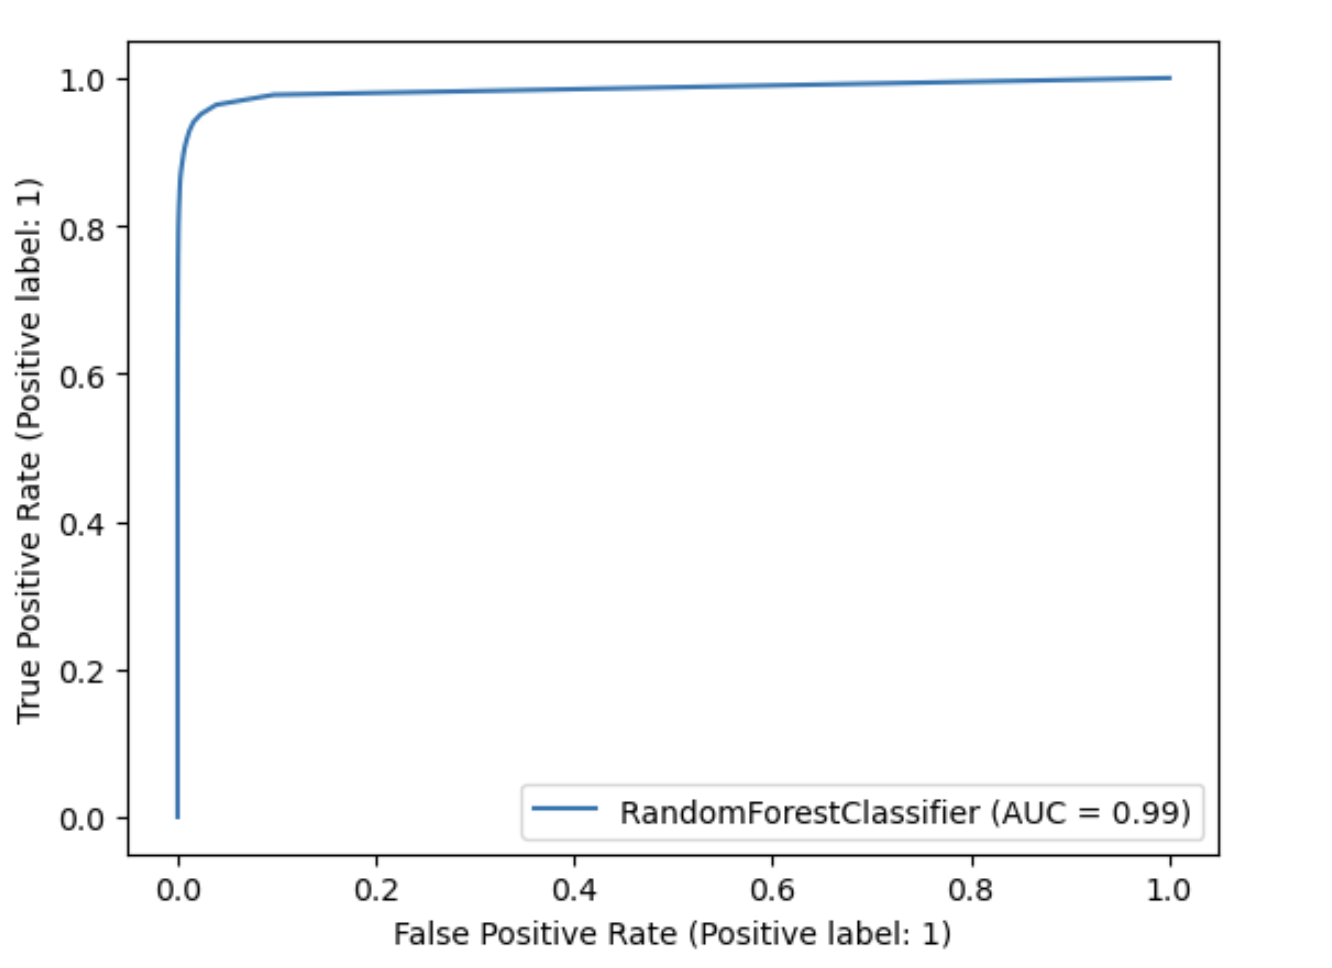 1.0
0.8
0.6
0.4
0.2
0.0
True Positive Rate (Positive label: 1)
RandomForestClassifier (AUC = 0.99)
0.0 0.2 0.4 0.6 0.8 1.0
False Positive Rate (Positive label: 1)